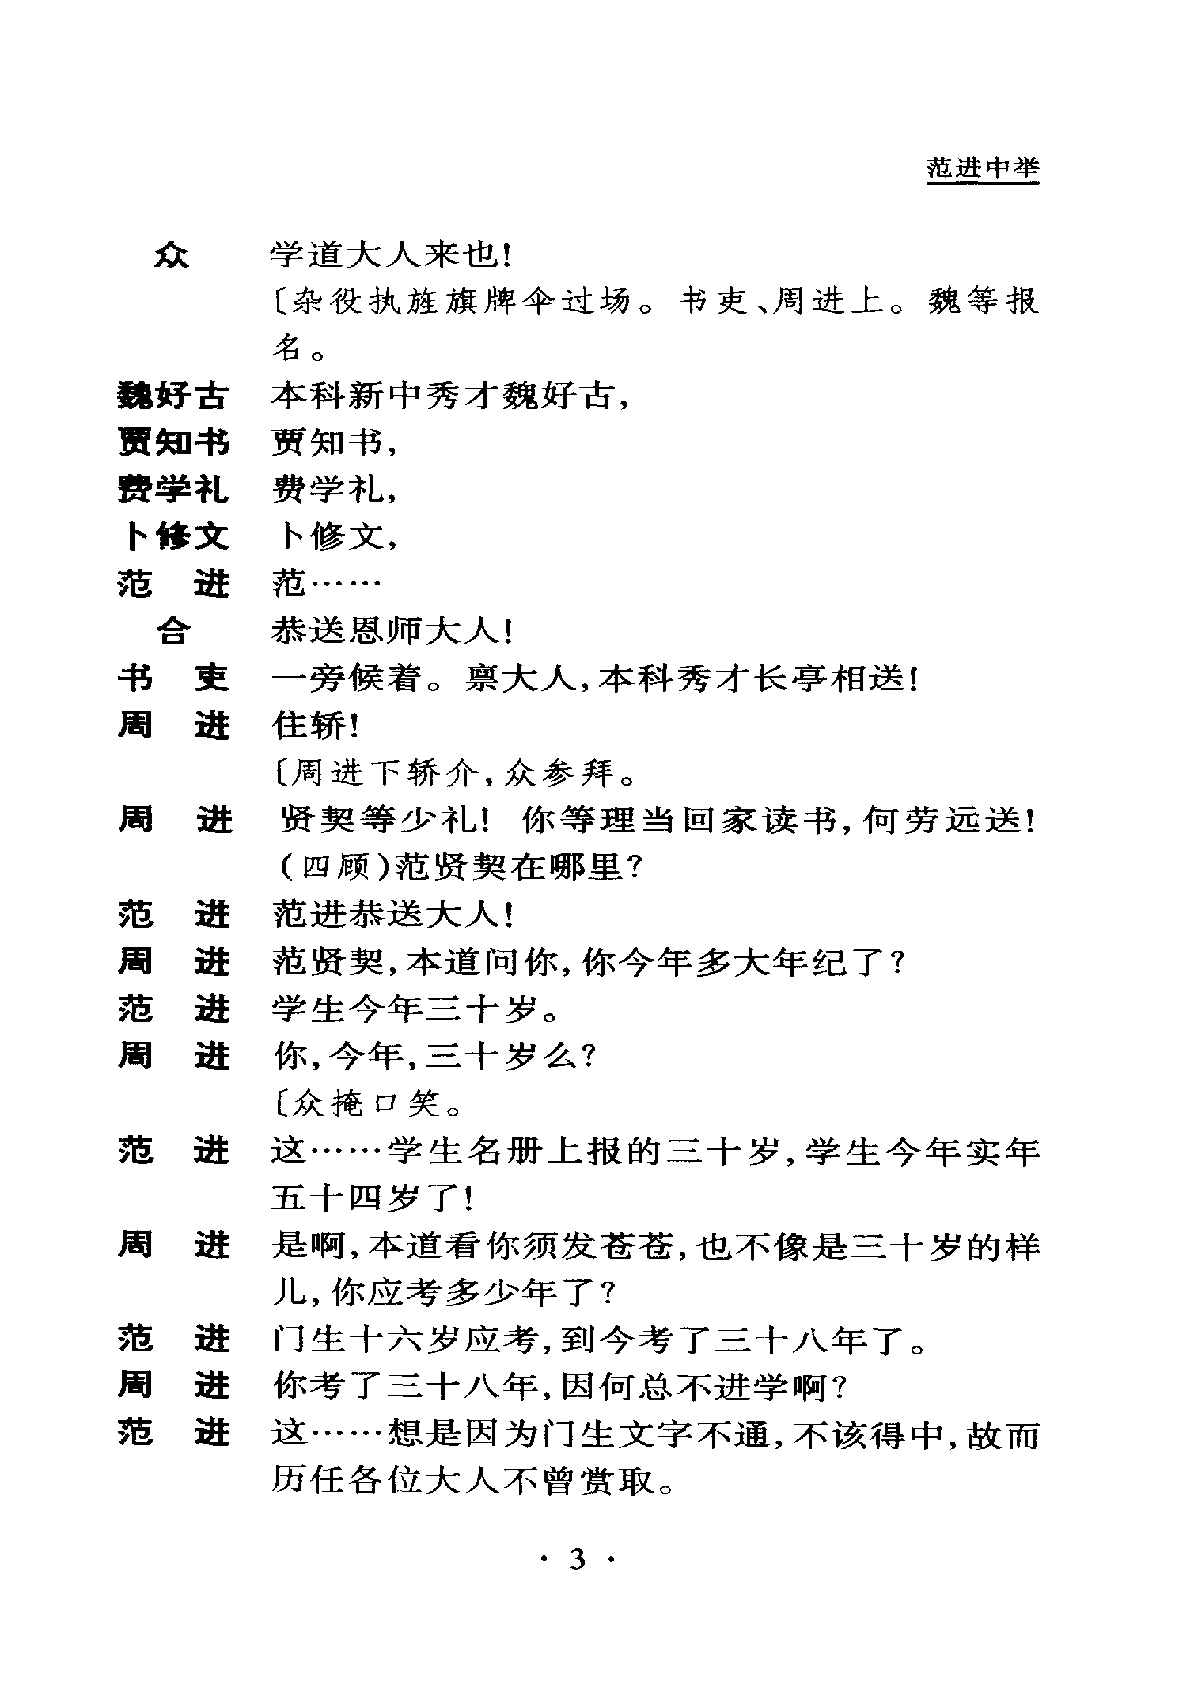 范进中举
众 学道大人来也！
〔杂役执旌旗牌伞过场。书吏、周进上。魏等报
名。
魏好古 本科新中秀才魏好古，
贾知书 贾知书，
费学礼 费学礼，
卜修文 卜修文，
范 进 范……
合 恭送恩师大人！
书 吏 一旁候着。禀大人，本科秀才长亭相送！
周 进 住轿！
〔周进下轿介，众参拜。
周 进 贤契等少礼！你等理当回家读书，何劳远送！
（四顾）范贤契在哪里？
范 进 范进恭送大人！
周 进 范贤契，本道问你，你今年多大年纪了？
范 进 学生今年三十岁。
周 进 你，今年，三十岁么？
〔众掩口笑。
范 进 这……学生名册上报的三十岁，学生今年实年
五十四岁了！
周 进 是啊，本道看你须发苍苍，也不像是三十岁的样
儿，你应考多少年了？
范 进 门生十六岁应考，到今考了三十八年了。
周 进 你考了三十八年，因何总不进学啊？
范 进 这……想是因为门生文字不通，不该得中，故而
历任各位大人不曾赏取。
· 3 ·